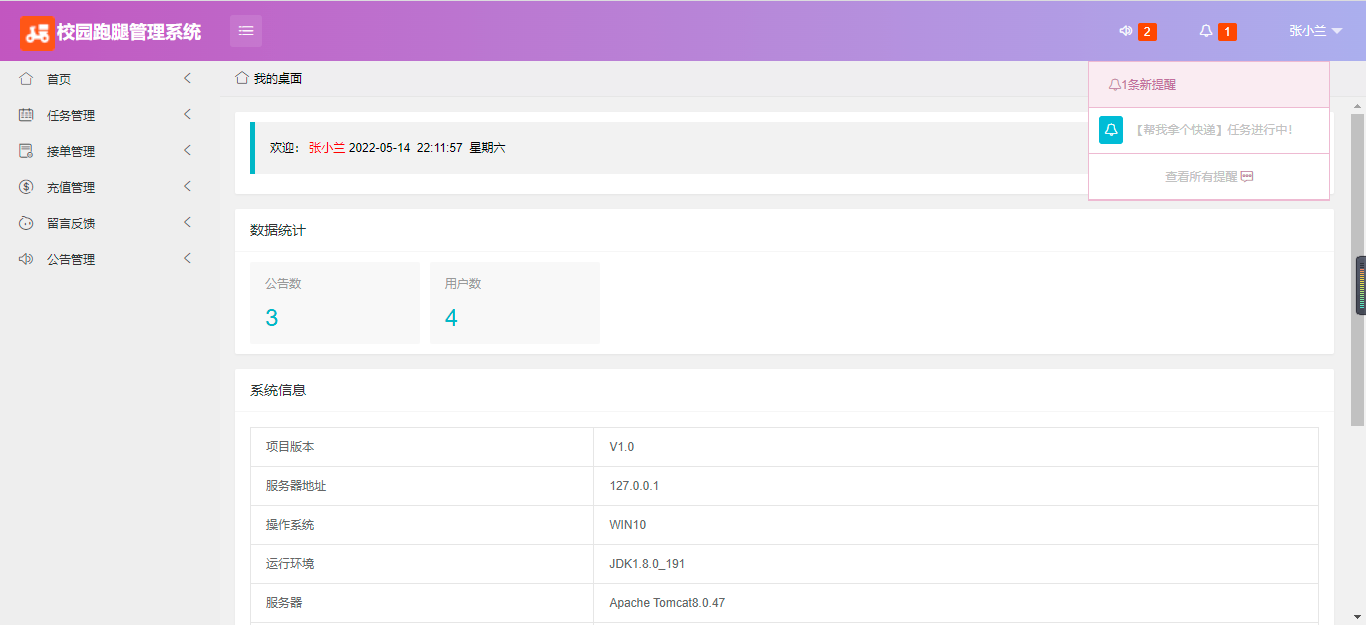 校园跑腿管理系统
2
1
张小兰
首页
任务管理
接单管理
充值管理
留言反馈
公告管理
我的桌面
1条新提醒
【帮我拿个快递】任务进行中!
查看所有提醒
欢迎： 张小兰 2022-05-14 22:11:57 星期六
数据统计
公告数
3
用户数
4
系统信息
项目版本 V1.0
服务器地址 127.0.0.1
操作系统 WIN10
运行环境 JDK1.8.0_191
服务器 Apache Tomcat8.0.47